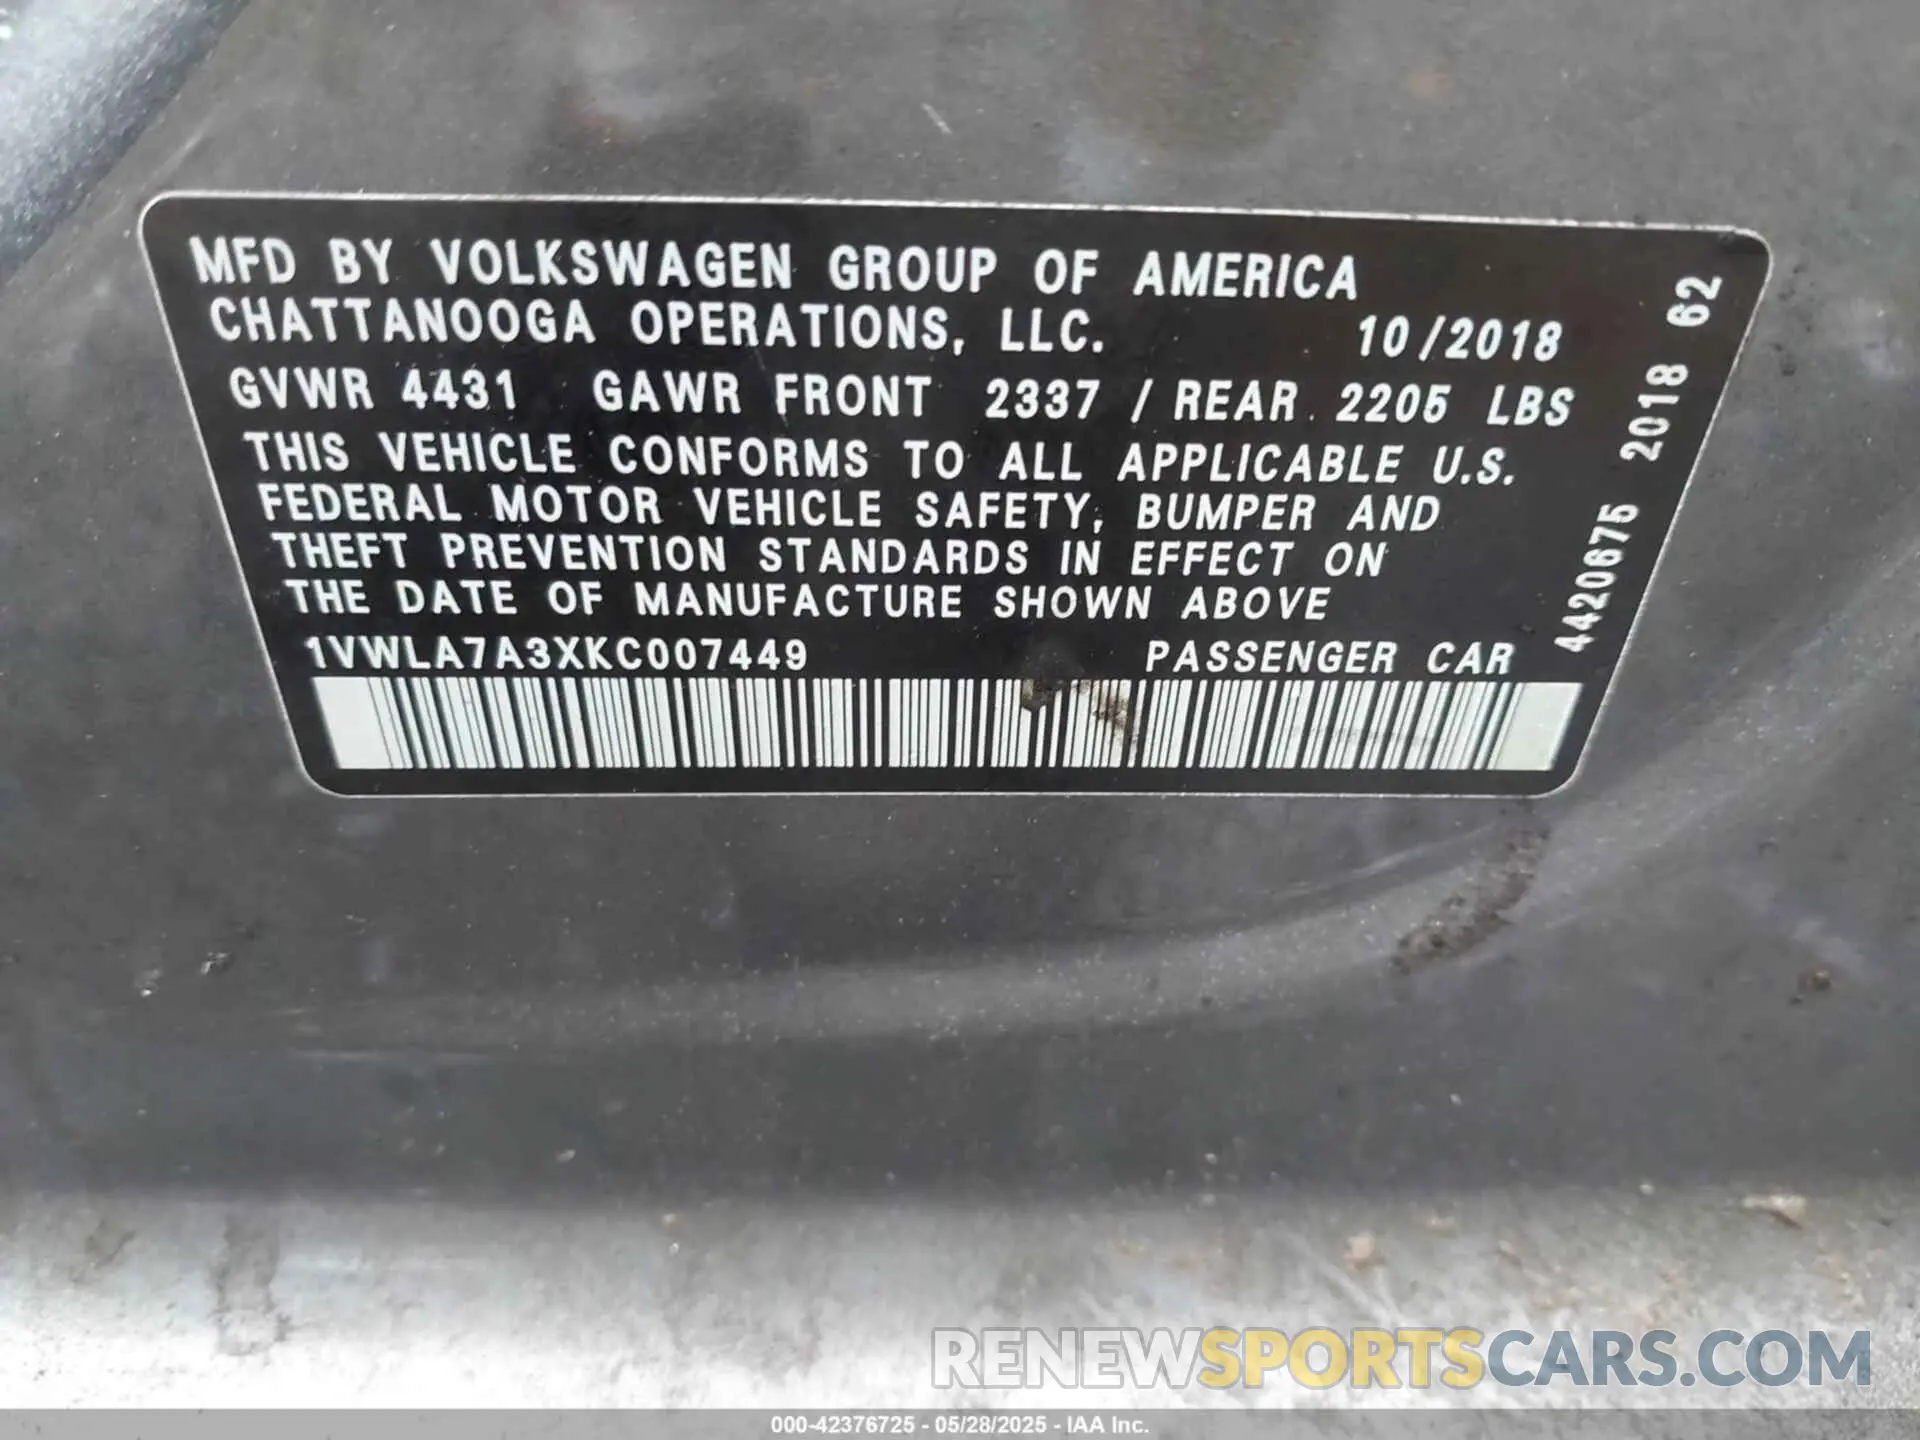 MFD BY VOLKSWAGEN GROUP OF AMERICA
CHATTANOOGA OPERATIONS, LLC. 10/2018
GVWR 4431 GAWR FRONT 2337 / REAR 2205 LBS
THIS VEHICLE CONFORMS TO ALL APPLICABLE U.S.
FEDERAL MOTOR VEHICLE SAFETY, BUMPER AND
THEFT PREVENTION STANDARDS IN EFFECT ON
THE DATE OF MANUFACTURE SHOWN ABOVE
1VWLA7A3XKC007449 PASSENGER CAR
4420675 2018 62
RENEWSPORTSCARS.COM
000-42376725 - 05/28/2025 - IAA Inc.